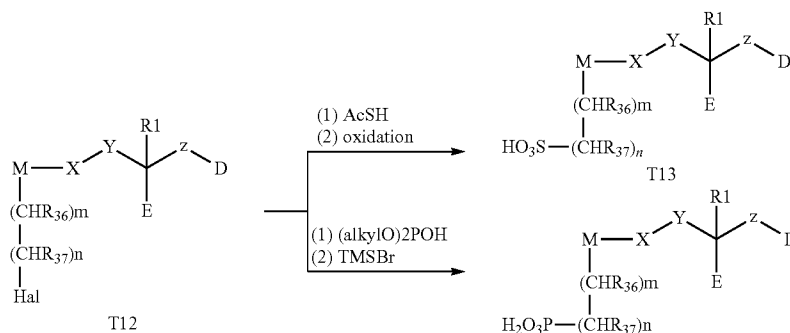 R1
Y
z
M
X
D
E
(CHR36)m
HO3S
(CHR37)n
T13
(1) AcSH
(2) oxidation
R1
Y
z
M
X
D
E
(CHR36)m
(CHR37)n
Hal
T12
(1) (alkylO)2POH
(2) TMSBr
R1
Y
z
M
X
E
(CHR36)m
H2O3P
(CHR37)n